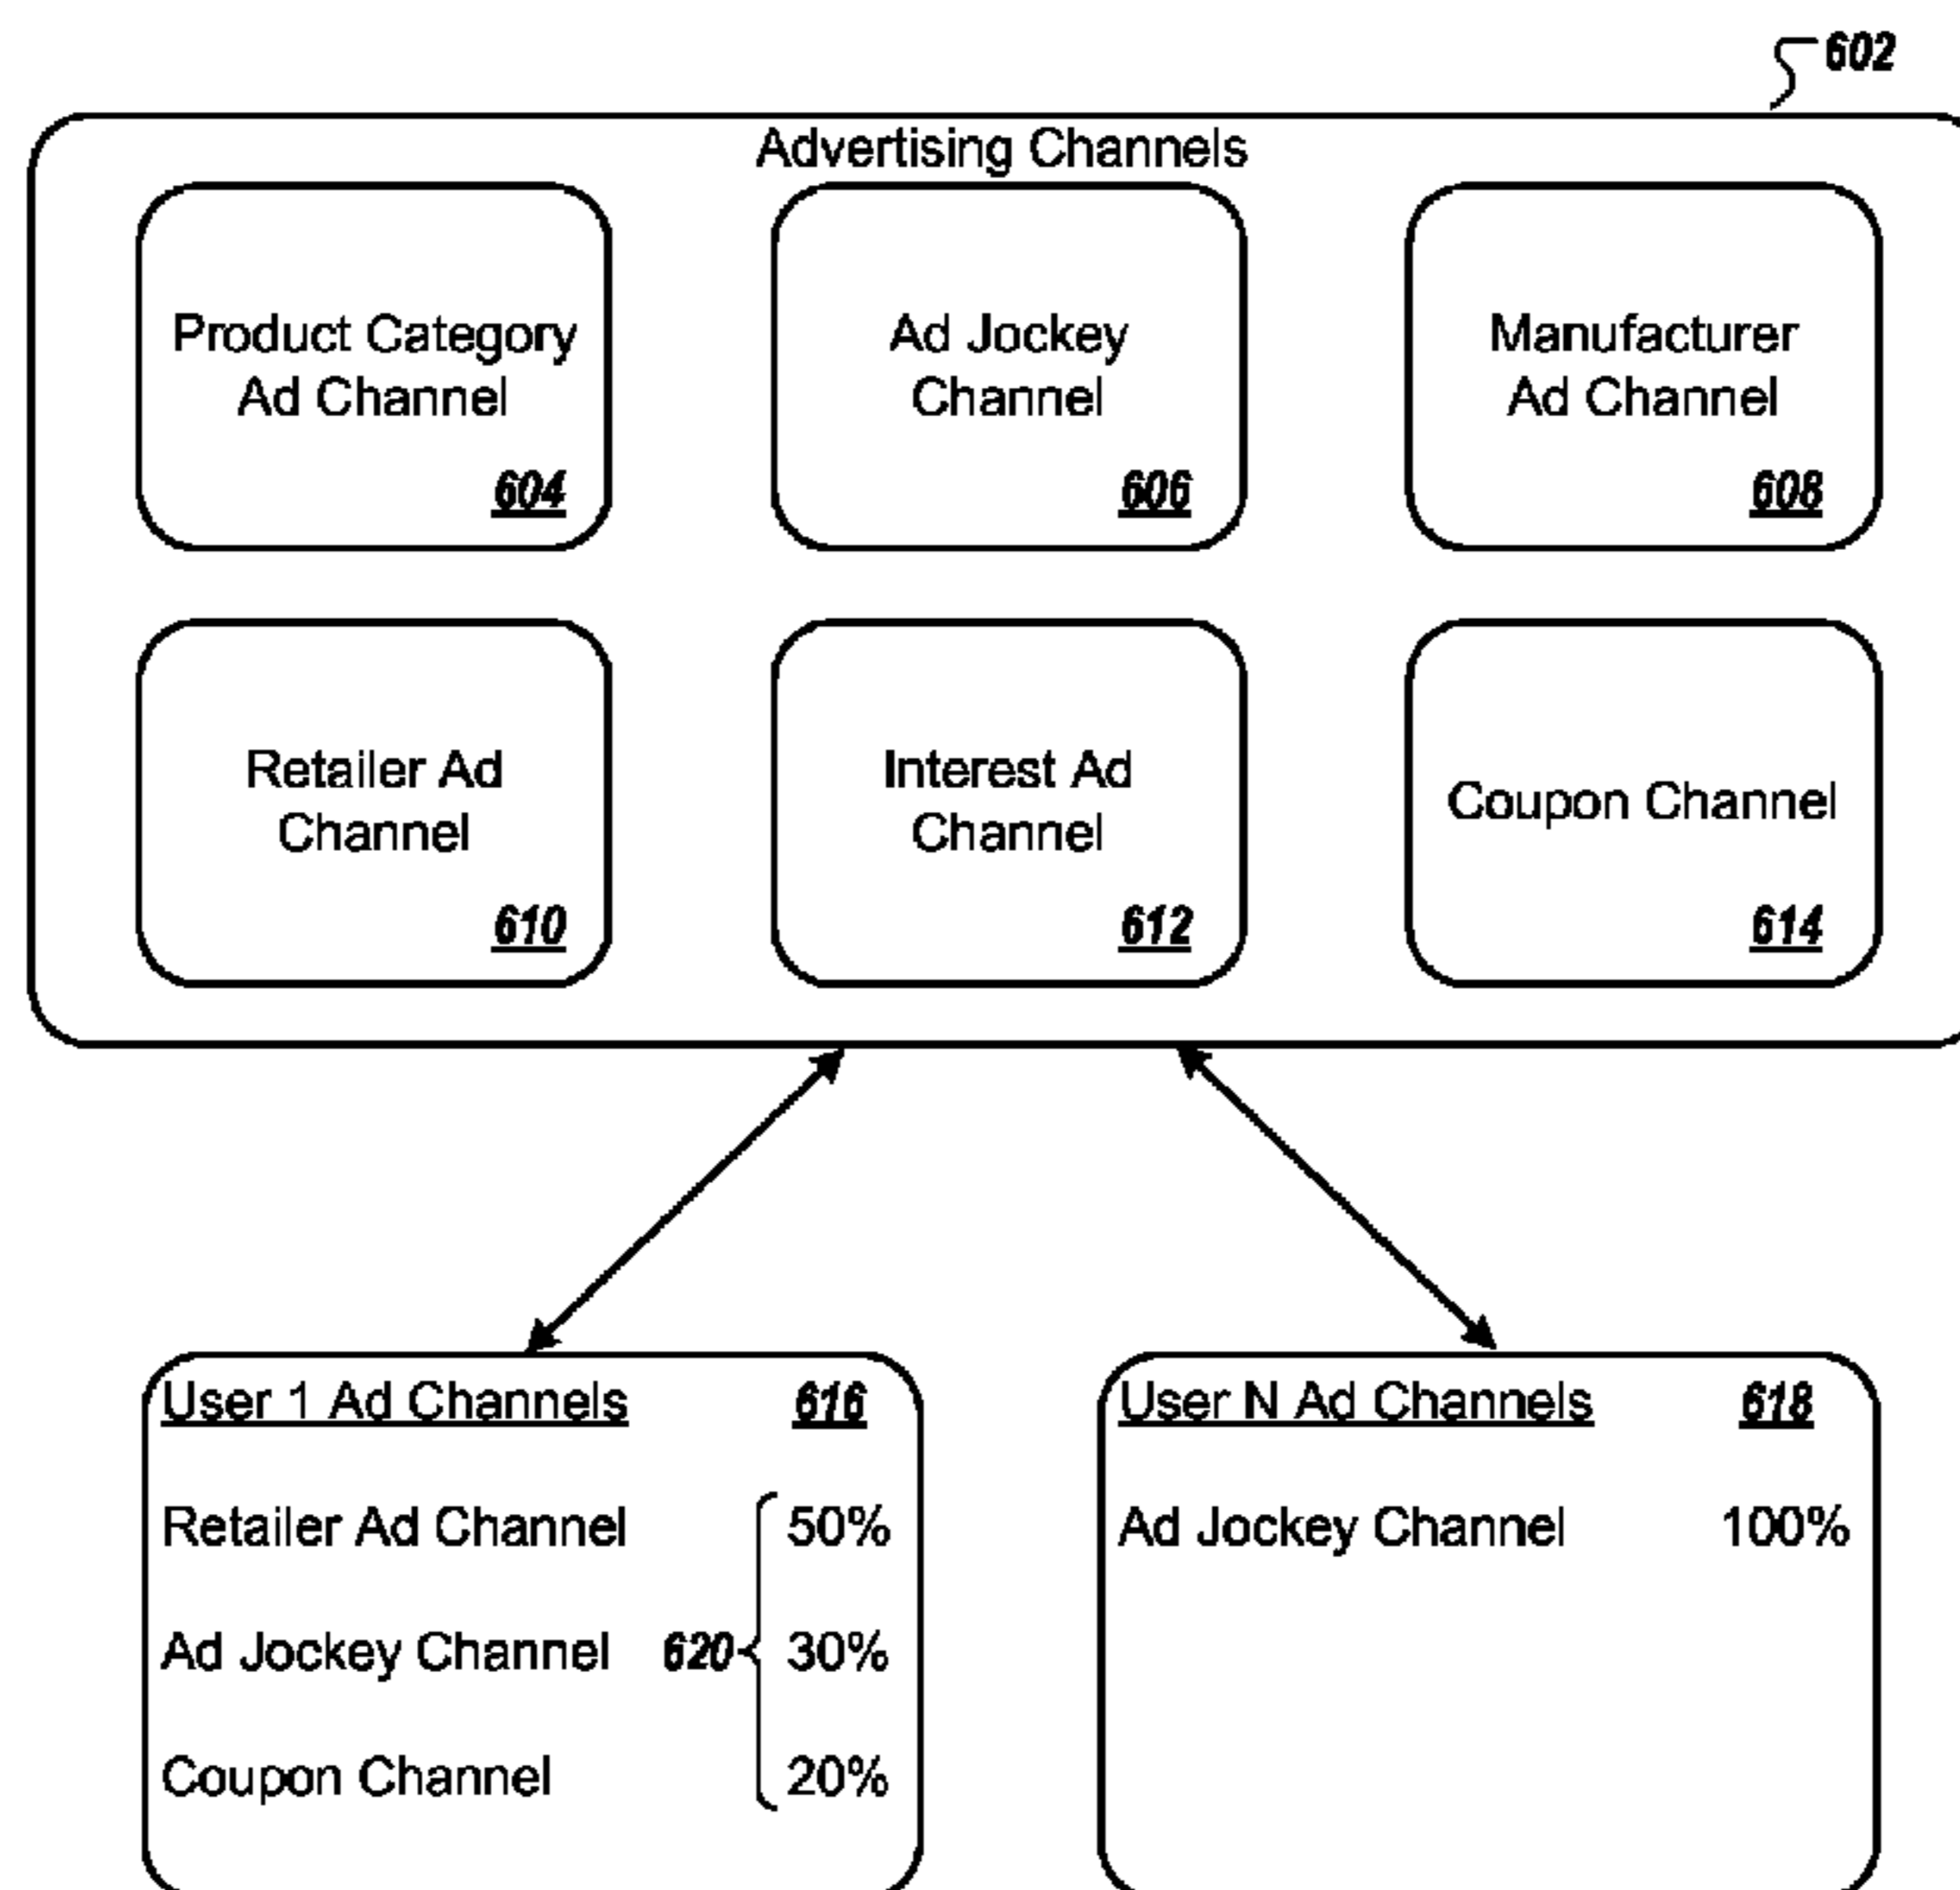 602
Advertising Channels
Product Category
Ad Channel
604
Ad Jockey
Channel
606
Manufacturer
Ad Channel
608
Retailer Ad
Channel
610
Interest Ad
Channel
612
Coupon Channel
614
User 1 Ad Channels 616
Retailer Ad Channel 50%
Ad Jockey Channel 620 30%
Coupon Channel 20%
User N Ad Channels 618
Ad Jockey Channel 100%